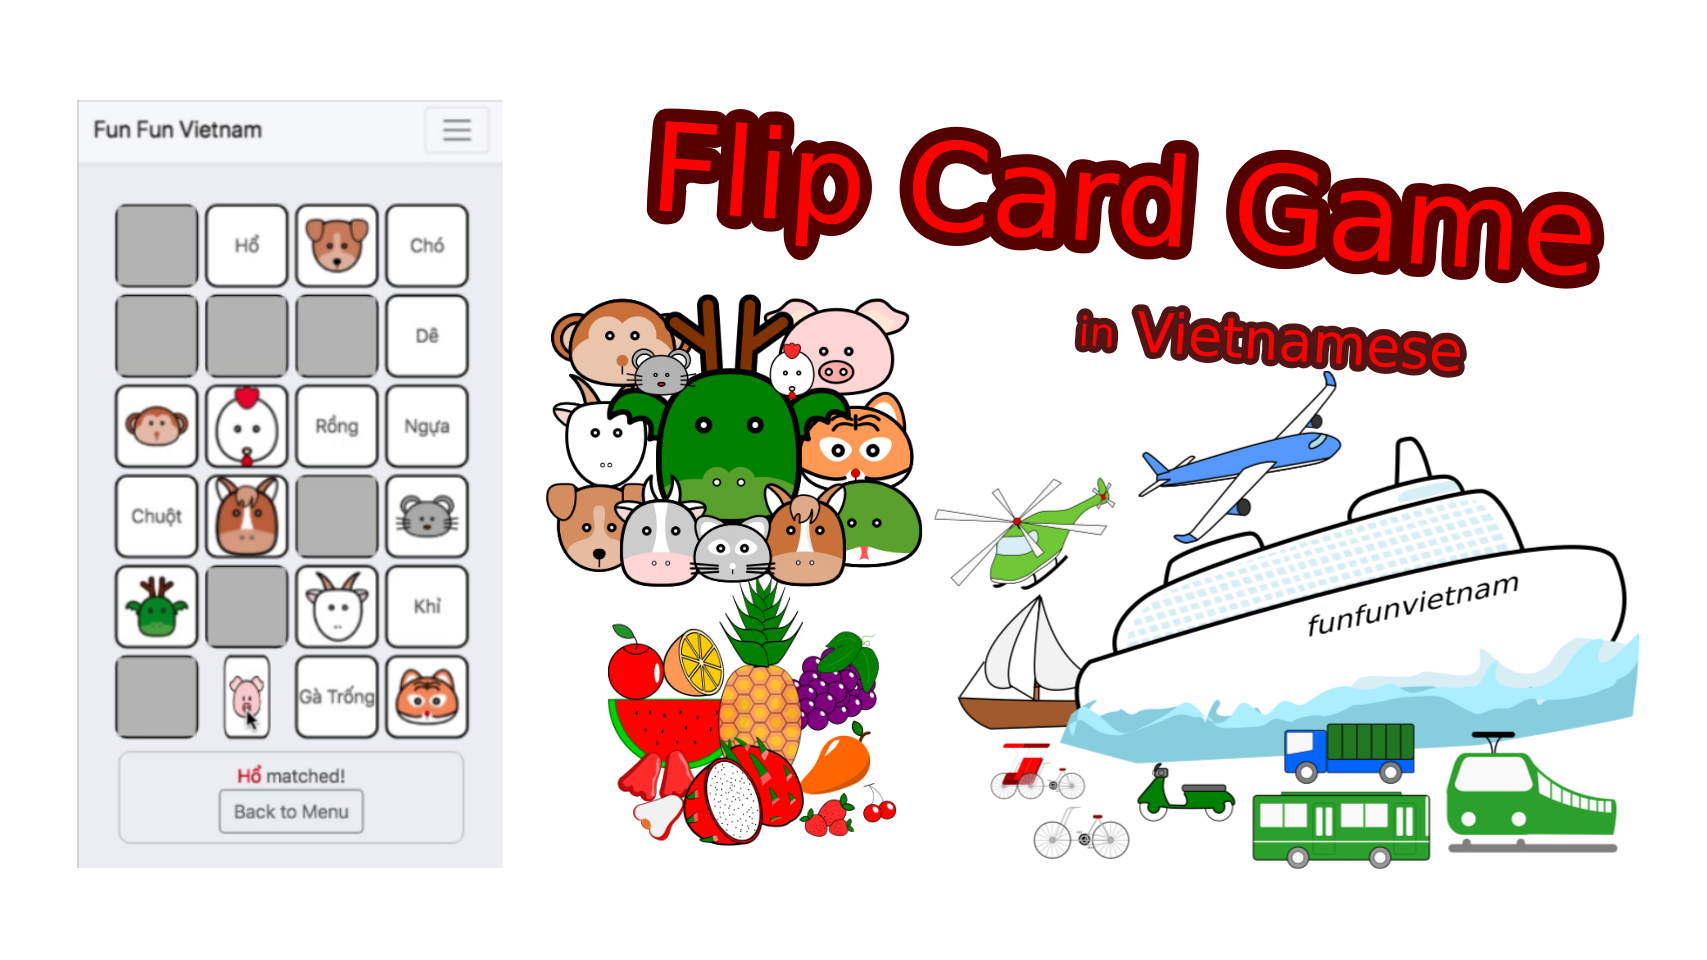 Fun Fun Vietnam
Hổ
Chó
Dê
Rồng
Ngựa
Chuột
Khỉ
Gà Trống
Hổ matched!
Back to Menu
Flip Card Game
in Vietnamese
funfunvietnam